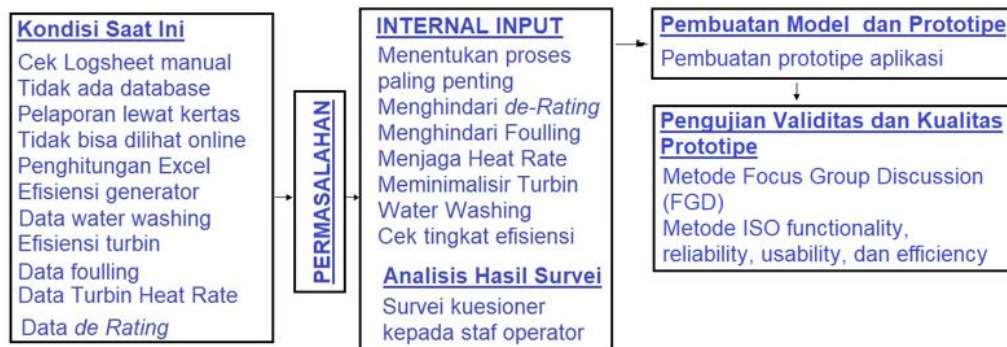 Kondisi Saat Ini
Cek Logsheet manual
Tidak ada database
Pelaporan lewat kertas
Tidak bisa dilihat online
Penghitungan Excel
Efisiensi generator
Data water washing
Efisiensi turbin
Data foulling
Data Turbin Heat Rate
Data de Rating
PERMASALAHAN
INTERNAL INPUT
Menentukan proses
paling penting
Menghindari de-Rating
Menghindari Foulling
Menjaga Heat Rate
Meminimalisir Turbin
Water Washing
Cek tingkat efisiensi
Analisis Hasil Survei
Survei kuesioner
kepada staf operator
Pembuatan Model dan Prototipe
Pembuatan prototipe aplikasi
Pengujian Validitas dan Kualitas
Prototipe
Metode Focus Group Discussion
(FGD)
Metode ISO functionality,
reliability, usability, dan efficiency